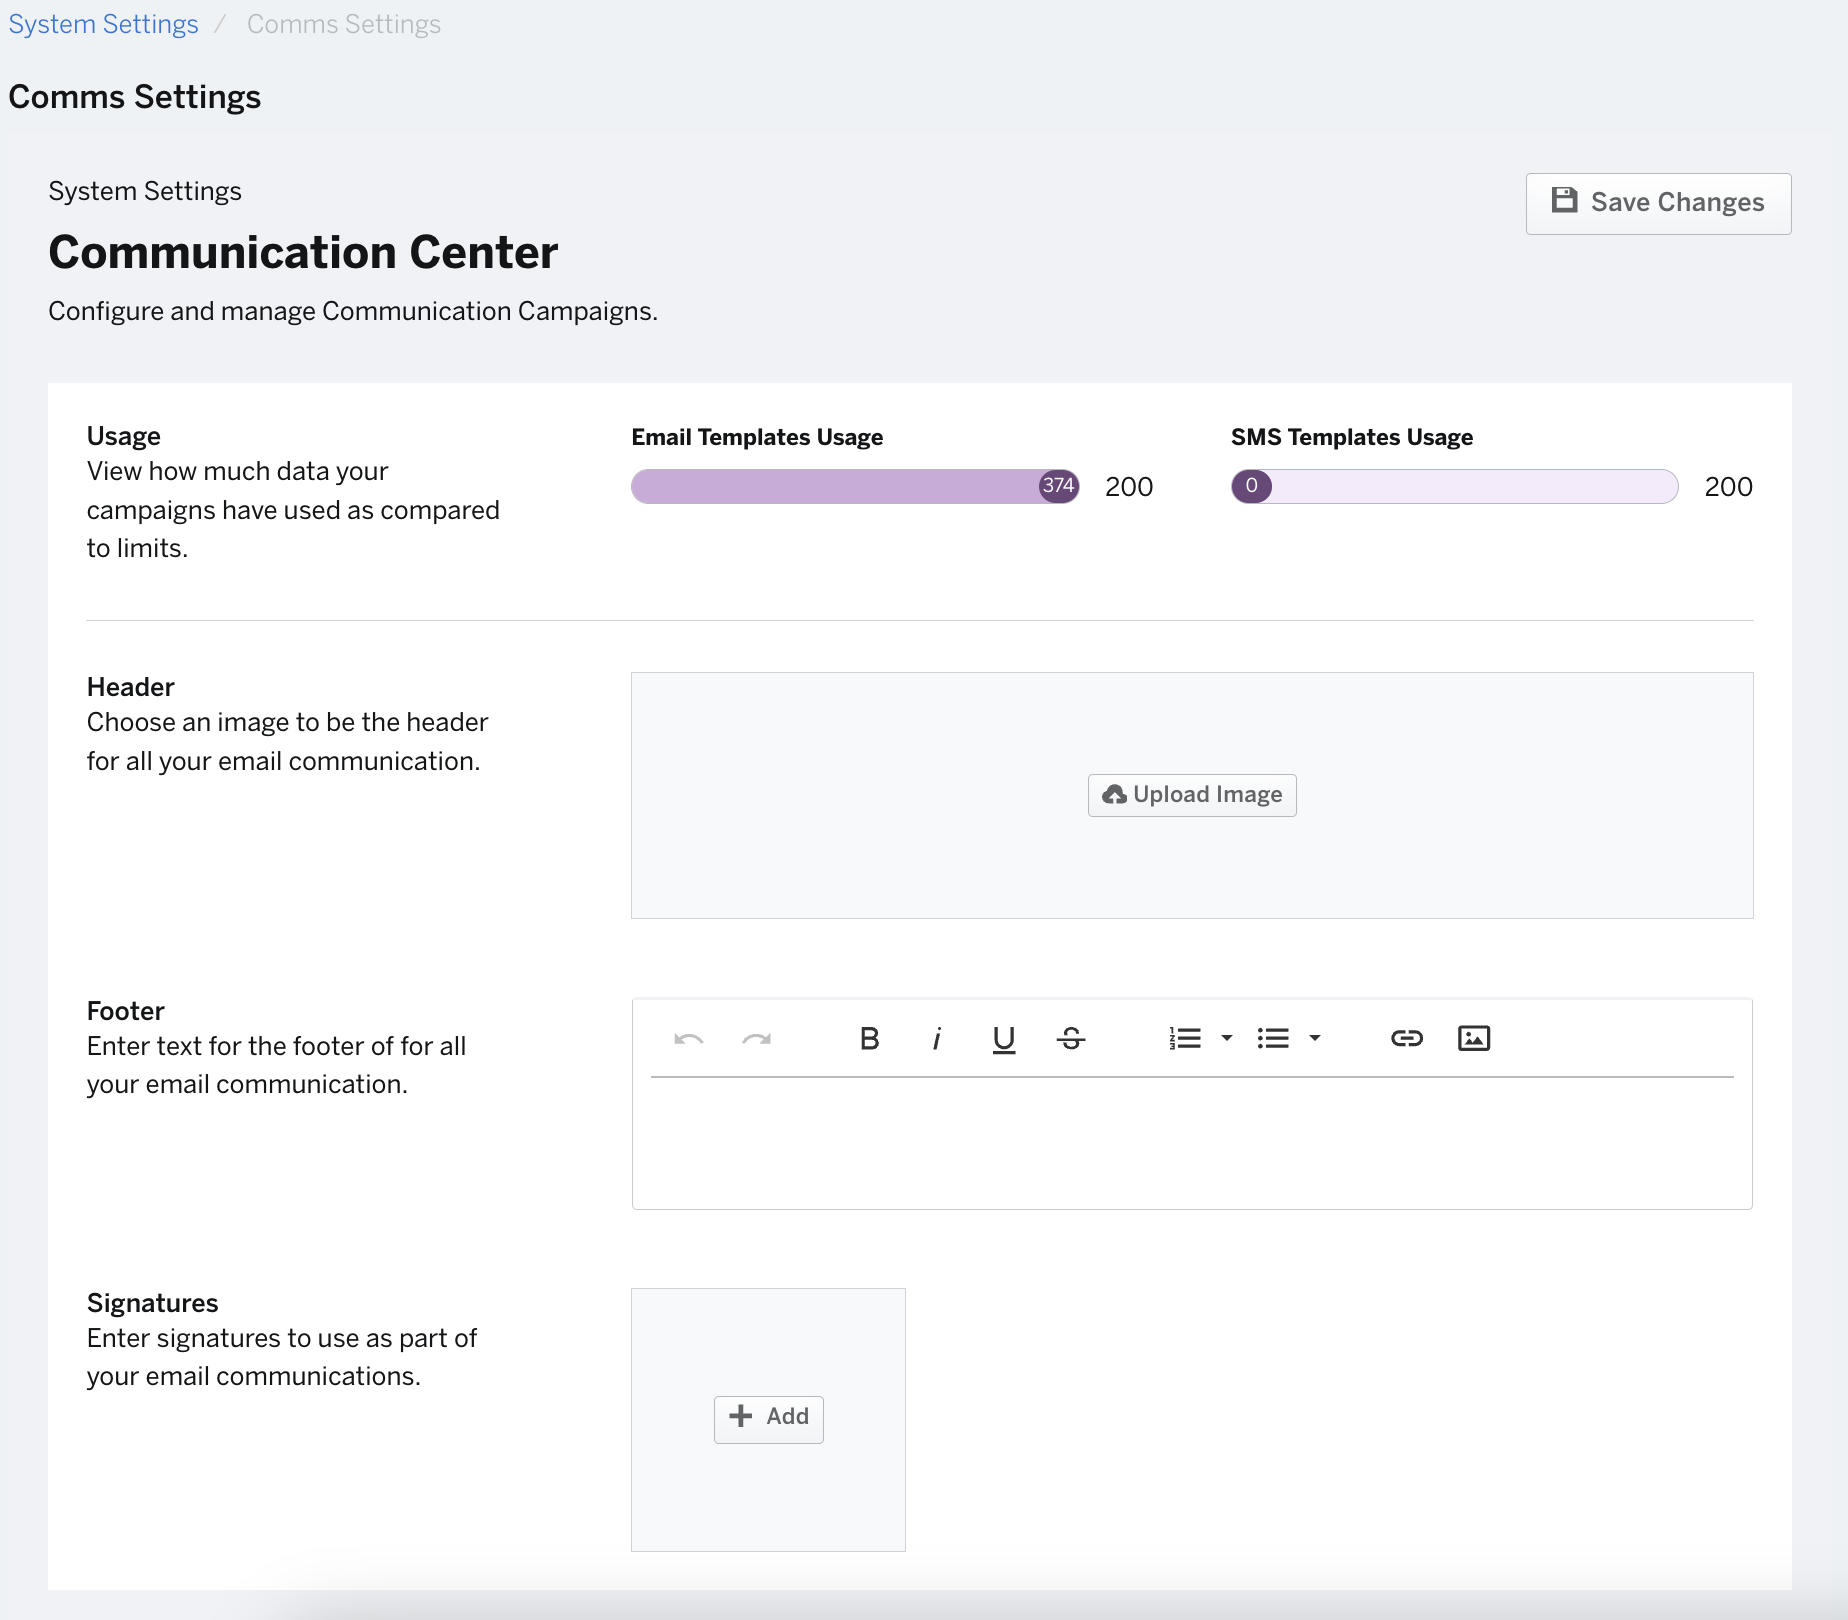 System Settings / Comms Settings
Comms Settings
System Settings
Save Changes
Communication Center
Configure and manage Communication Campaigns.
Usage
View how much data your
campaigns have used as compared
to limits.
Email Templates Usage
374 200
SMS Templates Usage
0 200
Header
Choose an image to be the header
for all your email communication.
Upload Image
Footer
Enter text for the footer of for all
your email communication.
B i U S
Signatures
Enter signatures to use as part of
your email communications.
Add